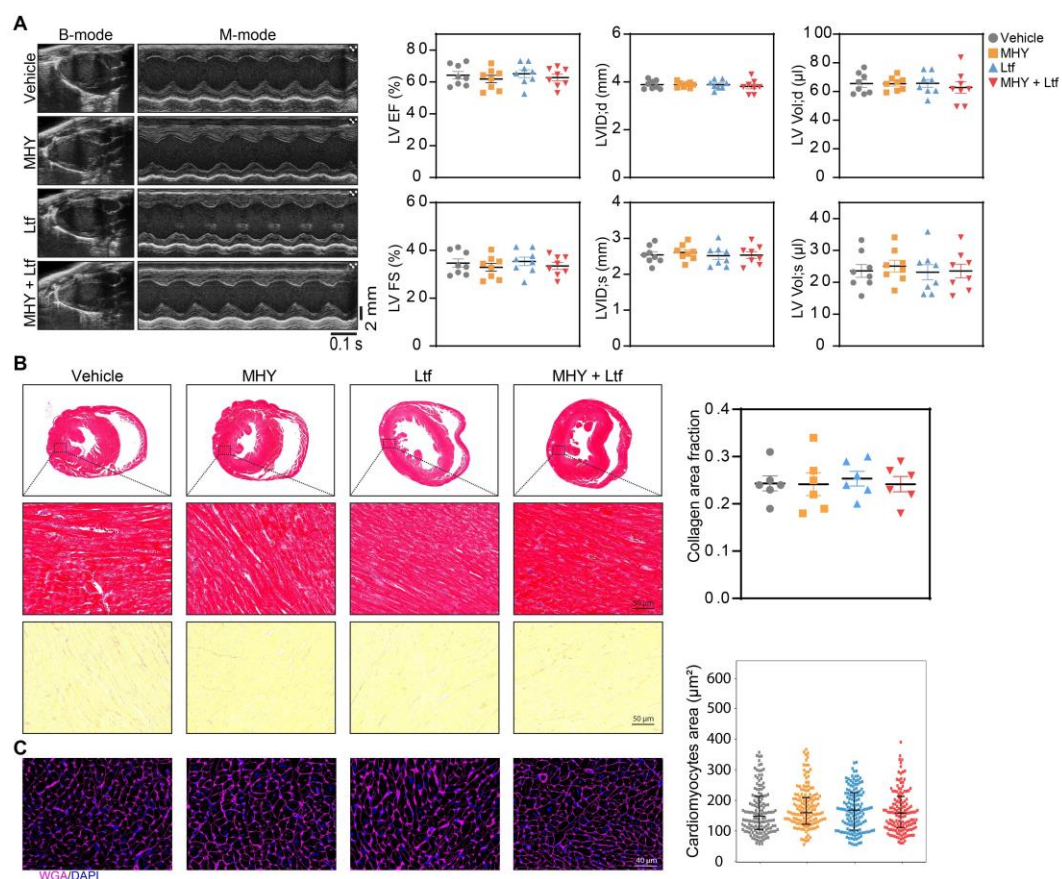 A
B-mode
M-mode
Vehicle
MHY
Ltf
MHY + Ltf
2 mm
0.1 s
LV EF (%)
100
80
60
40
20
0
LVID;d (mm)
6
4
2
0
LV Vol;d (µl)
100
80
60
40
20
0
Vehicle
MHY
Ltf
MHY + Ltf
LV FS (%)
60
40
20
0
LVID;s (mm)
4
3
2
1
0
LV Vol;s (µl)
40
30
20
10
0
B
Vehicle
MHY
Ltf
MHY + Ltf
50 µm
50 µm
Collagen area fraction
0.4
0.3
0.2
0.1
0.0
C
WGA/DAPI
40 µm
Cardiomyocytes area (µm²)
600
500
400
300
200
100
0